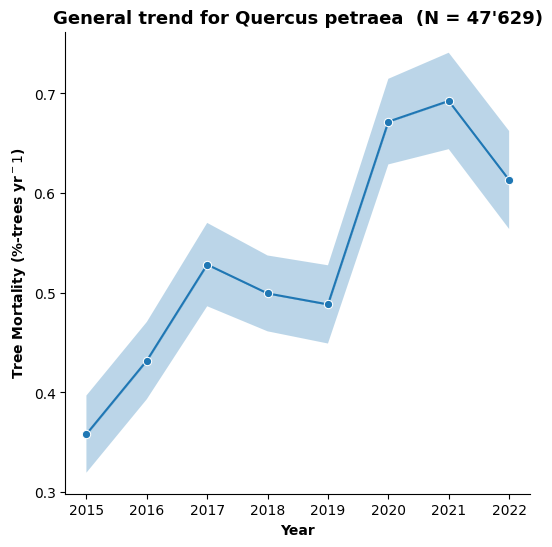 General trend for Quercus petraea (N = 47'629)
Tree Mortality (%-trees yr⁻1)
0.7
0.6
0.5
0.4
0.3
2015 2016 2017 2018 2019 2020 2021 2022
Year